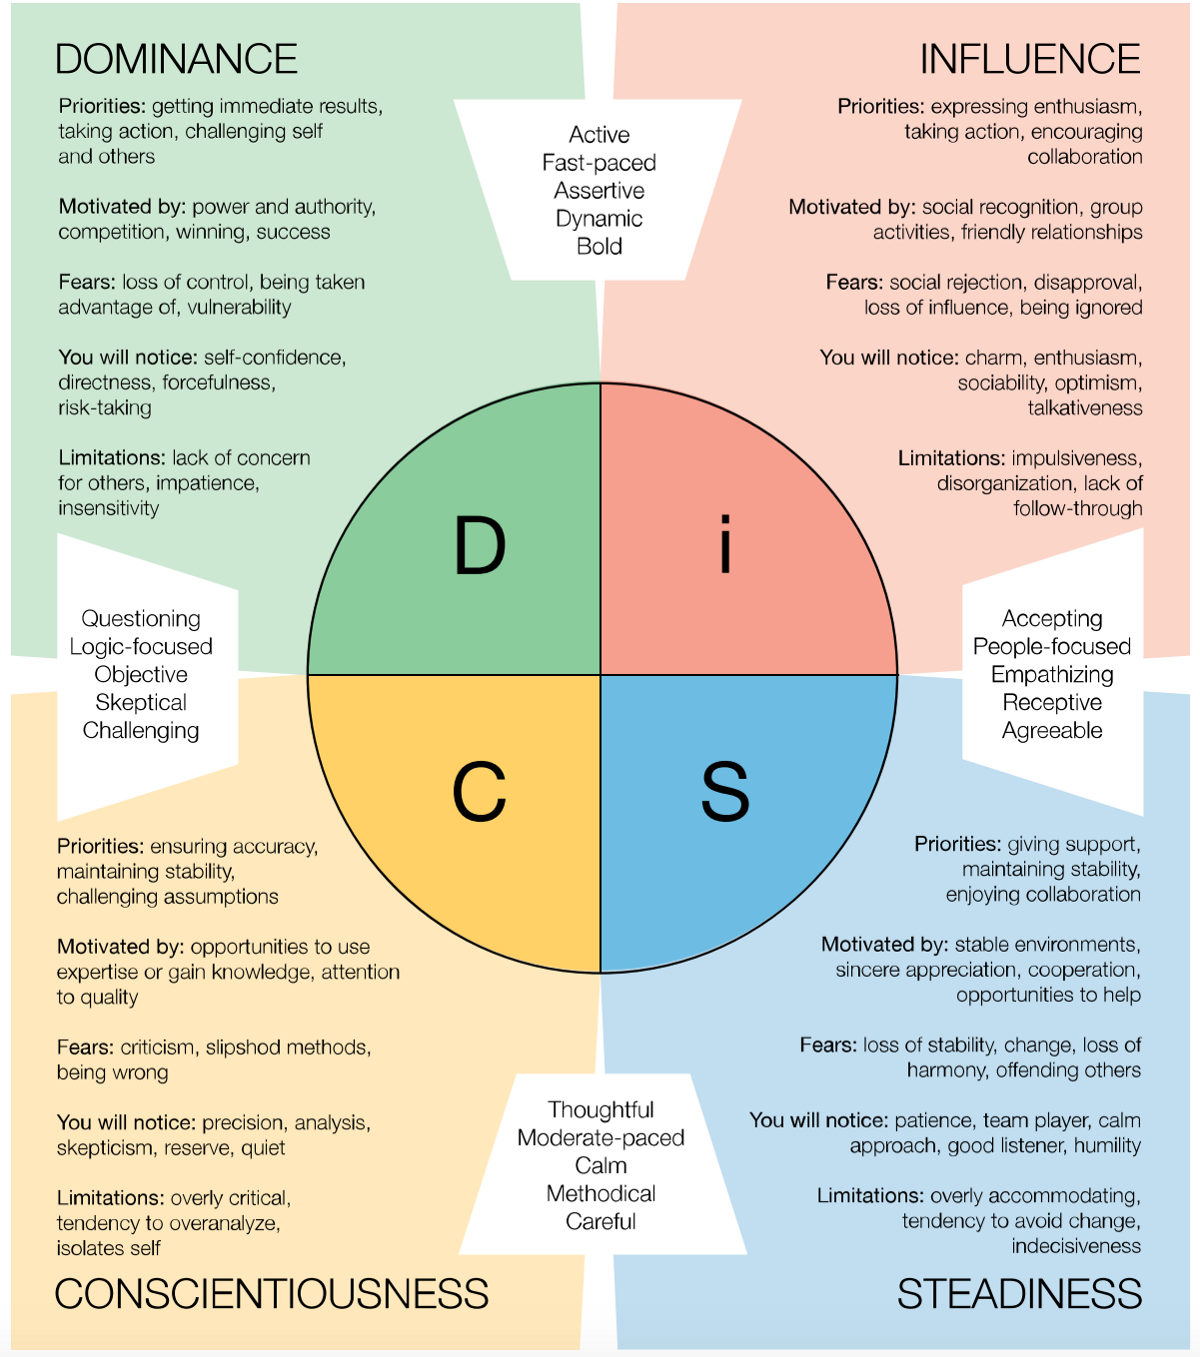 DOMINANCE
Priorities: getting immediate results,
taking action, challenging self
and others
Motivated by: power and authority,
competition, winning, success
Fears: loss of control, being taken
advantage of, vulnerability
You will notice: self-confidence,
directness, forcefulness,
risk-taking
Limitations: lack of concern
for others, impatience,
insensitivity
Active
Fast-paced
Assertive
Dynamic
Bold
INFLUENCE
Priorities: expressing enthusiasm,
taking action, encouraging
collaboration
Motivated by: social recognition, group
activities, friendly relationships
Fears: social rejection, disapproval,
loss of influence, being ignored
You will notice: charm, enthusiasm,
sociability, optimism,
talkativeness
Limitations: impulsiveness,
disorganization, lack of
follow-through
D
i
Questioning
Logic-focused
Objective
Skeptical
Challenging
Accepting
People-focused
Empathizing
Receptive
Agreeable
C
S
Priorities: ensuring accuracy,
maintaining stability,
challenging assumptions
Motivated by: opportunities to use
expertise or gain knowledge, attention
to quality
Fears: criticism, slipshod methods,
being wrong
You will notice: precision, analysis,
skepticism, reserve, quiet
Limitations: overly critical,
tendency to overanalyze,
isolates self
CONSCIENTIOUSNESS
Thoughtful
Moderate-paced
Calm
Methodical
Careful
Priorities: giving support,
maintaining stability,
enjoying collaboration
Motivated by: stable environments,
sincere appreciation, cooperation,
opportunities to help
Fears: loss of stability, change, loss of
harmony, offending others
You will notice: patience, team player, calm
approach, good listener, humility
Limitations: overly accommodating,
tendency to avoid change,
indecisiveness
STEADINESS